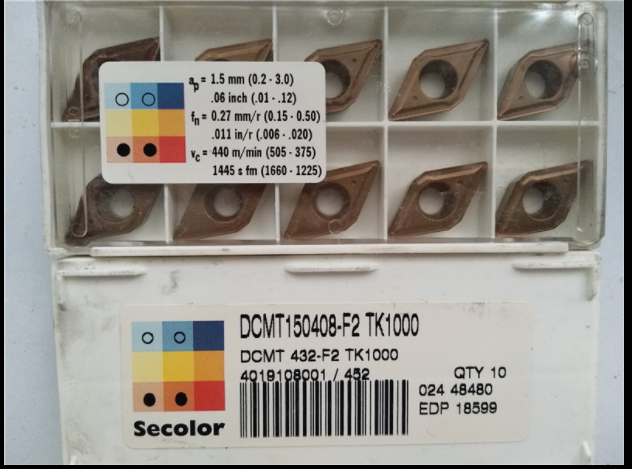 ap = 1.5 mm (0.2 - 3.0)
.06 inch (.01 - .12)
fn = 0.27 mm/r (0.15 - 0.50)
.011 in/r (.006 - .020)
vc = 440 m/min (505 - 375)
1445 s fm (1660 - 1225)
DCMT150408-F2 TK1000
DCMT 432-F2 TK1000
4019108001 / 452
QTY 10
024 48480
EDP 18599
Secolor